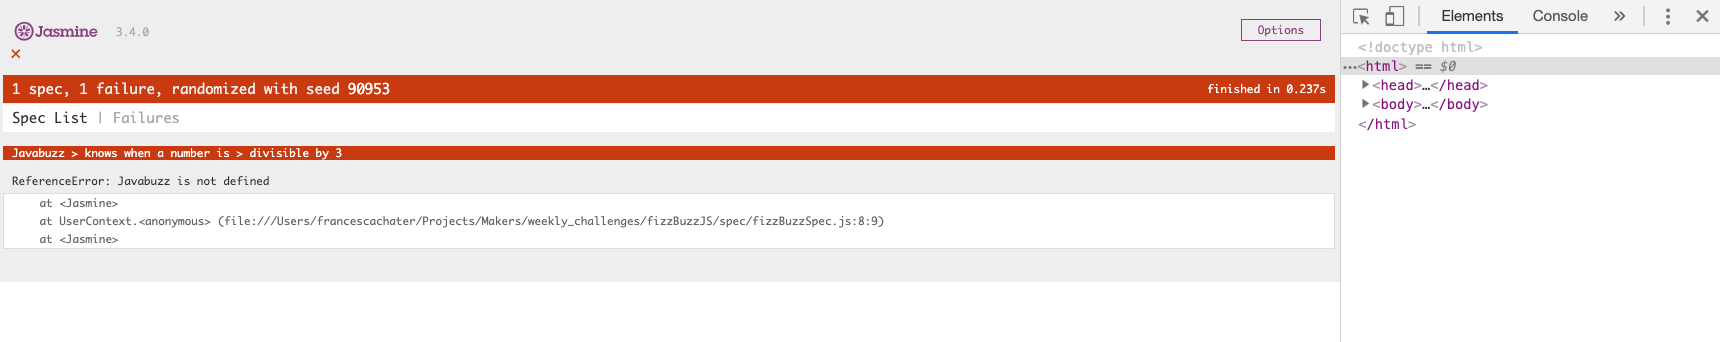 Jasmine 3.4.0 Options
×
1 spec, 1 failure, randomized with seed 90953 finished in 0.237s
Spec List | Failures
Javabuzz > knows when a number is > divisible by 3
ReferenceError: Javabuzz is not defined
at <Jasmine>
at UserContext.<anonymous> (file:///Users/francescachater/Projects/Makers/weekly_challenges/fizzBuzzJS/spec/fizzBuzzSpec.js:8:9)
at <Jasmine>
Elements Console »
<!doctype html>
…<html> == $0
<head>…</head>
<body>…</body>
</html>